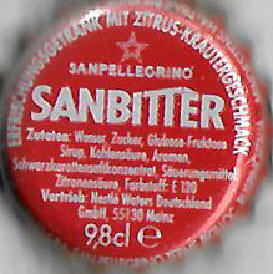 ERFRISCHUNGSGETRÄNK MIT ZITRUS-KRÄUTERGESCHMACK
SANPELLEGRINO
SANBITTÈR
Zutaten: Wasser, Zucker, Glukose-Fruktose
Sirup, Kohlensäure, Aromen,
Schwarzkarottensaftkonzentrat, Säuerungsmittel
Zitronensäure, Farbstoff: E 120
Vertrieb: Nestlé Waters Deutschland
GmbH, 55130 Mainz
9,8cl e